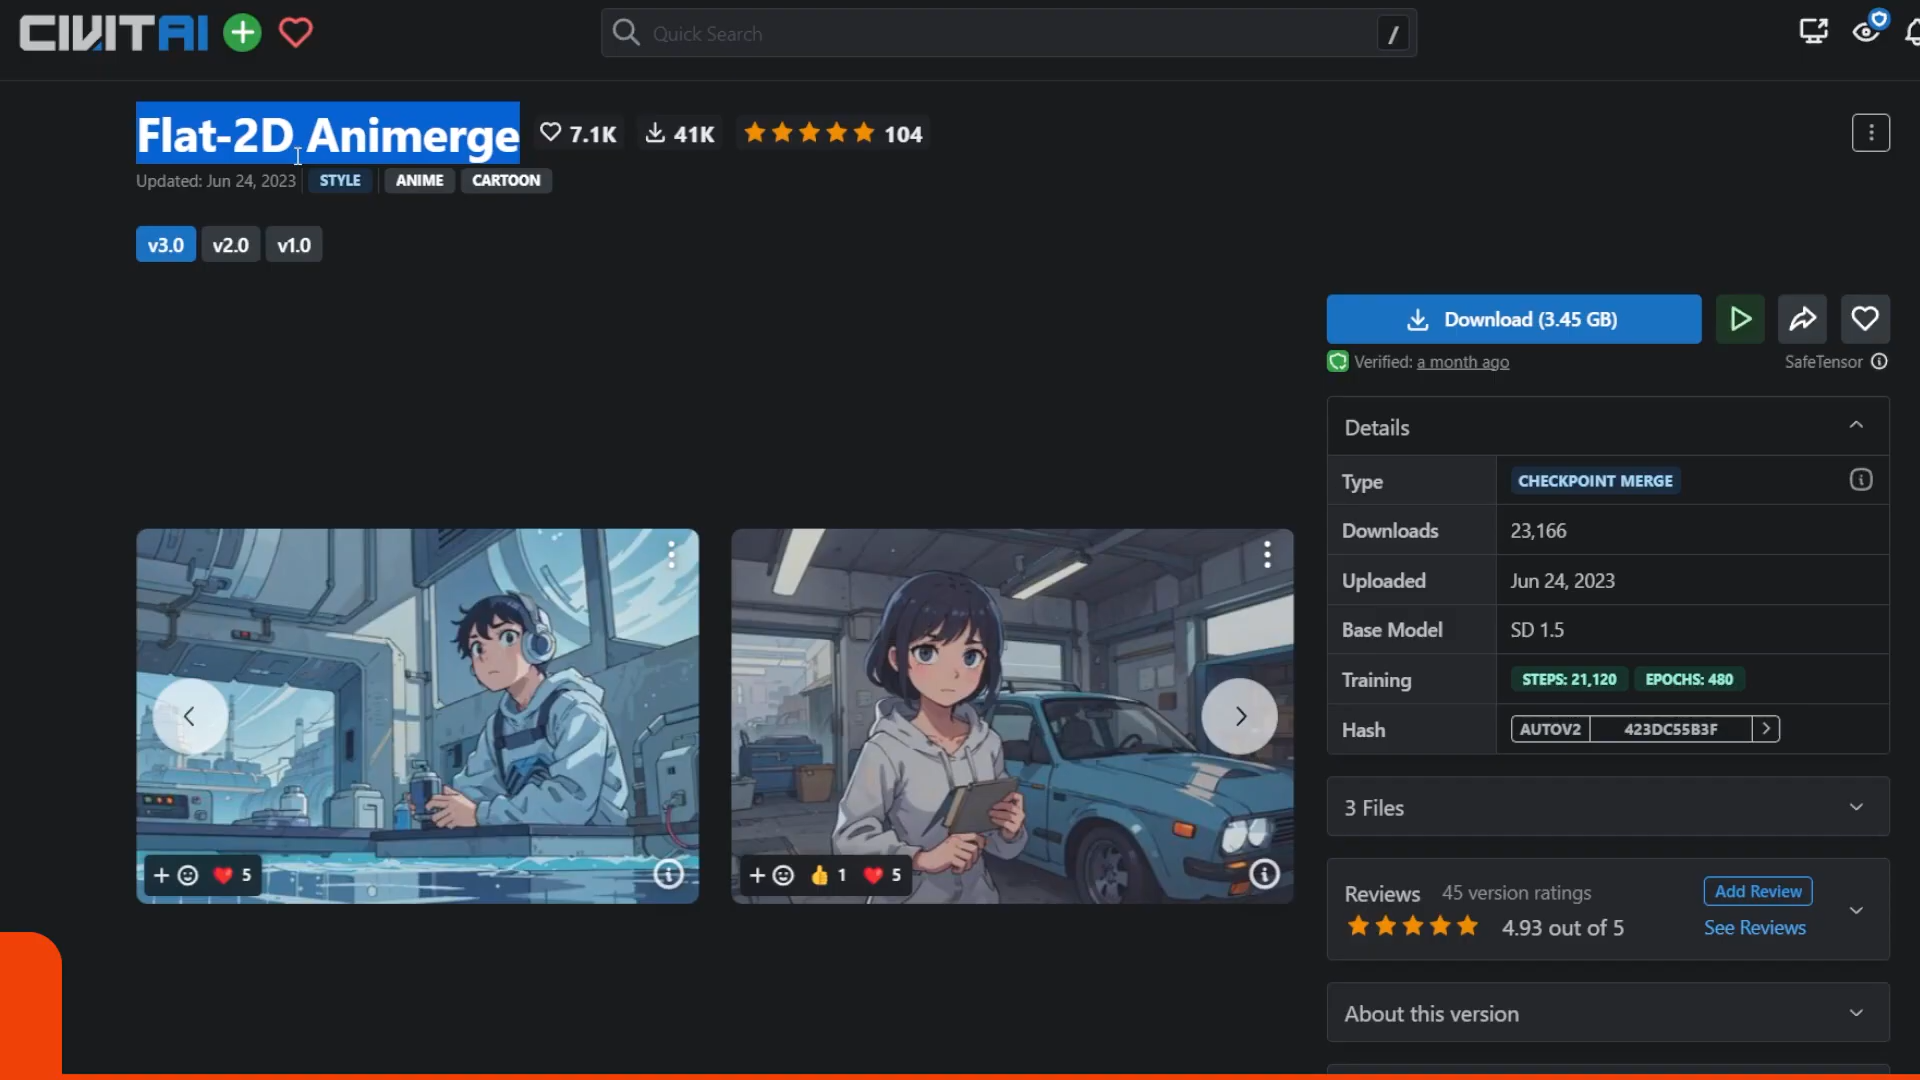 CIVITAI
Quick Search
/
Flat-2D Animerge
7.1K
41K
104
Updated: Jun 24, 2023
STYLE
ANIME
CARTOON
v3.0
v2.0
v1.0
Download (3.45 GB)
Verified: a month ago
SafeTensor
Details
Type
CHECKPOINT MERGE
Downloads
23,166
Uploaded
Jun 24, 2023
Base Model
SD 1.5
Training
STEPS: 21,120
EPOCHS: 480
Hash
AUTOV2
423DC55B3F
3 Files
Reviews
45 version ratings
Add Review
4.93 out of 5
See Reviews
About this version
5
1
5